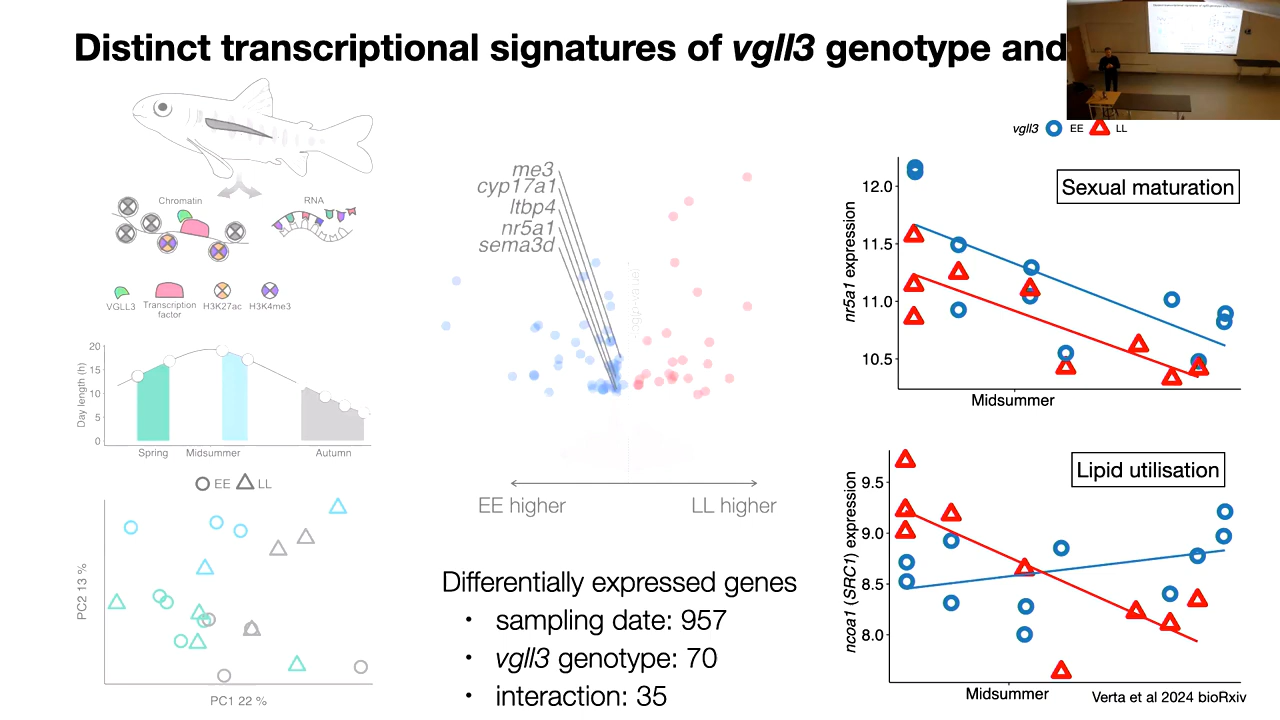 Distinct transcriptional signatures of vgll3 genotype and
vgll3 EE LL
Chromatin
RNA
VGLL3
Transcription
factor
H3K27ac
H3K4me3
Day length (h)
20
15
10
5
0
Spring
Midsummer
Autumn
EE LL
PC2 13 %
PC1 22 %
me3
cyp17a1
ltbp4
nr5a1
sema3d
EE higher
LL higher
Differentially expressed genes
• sampling date: 957
• vgll3 genotype: 70
• interaction: 35
Sexual maturation
nr5a1 expression
12.0
11.5
11.0
10.5
Midsummer
Lipid utilisation
ncoa1 (SRC1) expression
9.5
9.0
8.5
8.0
Midsummer
Verta et al 2024 bioRxiv